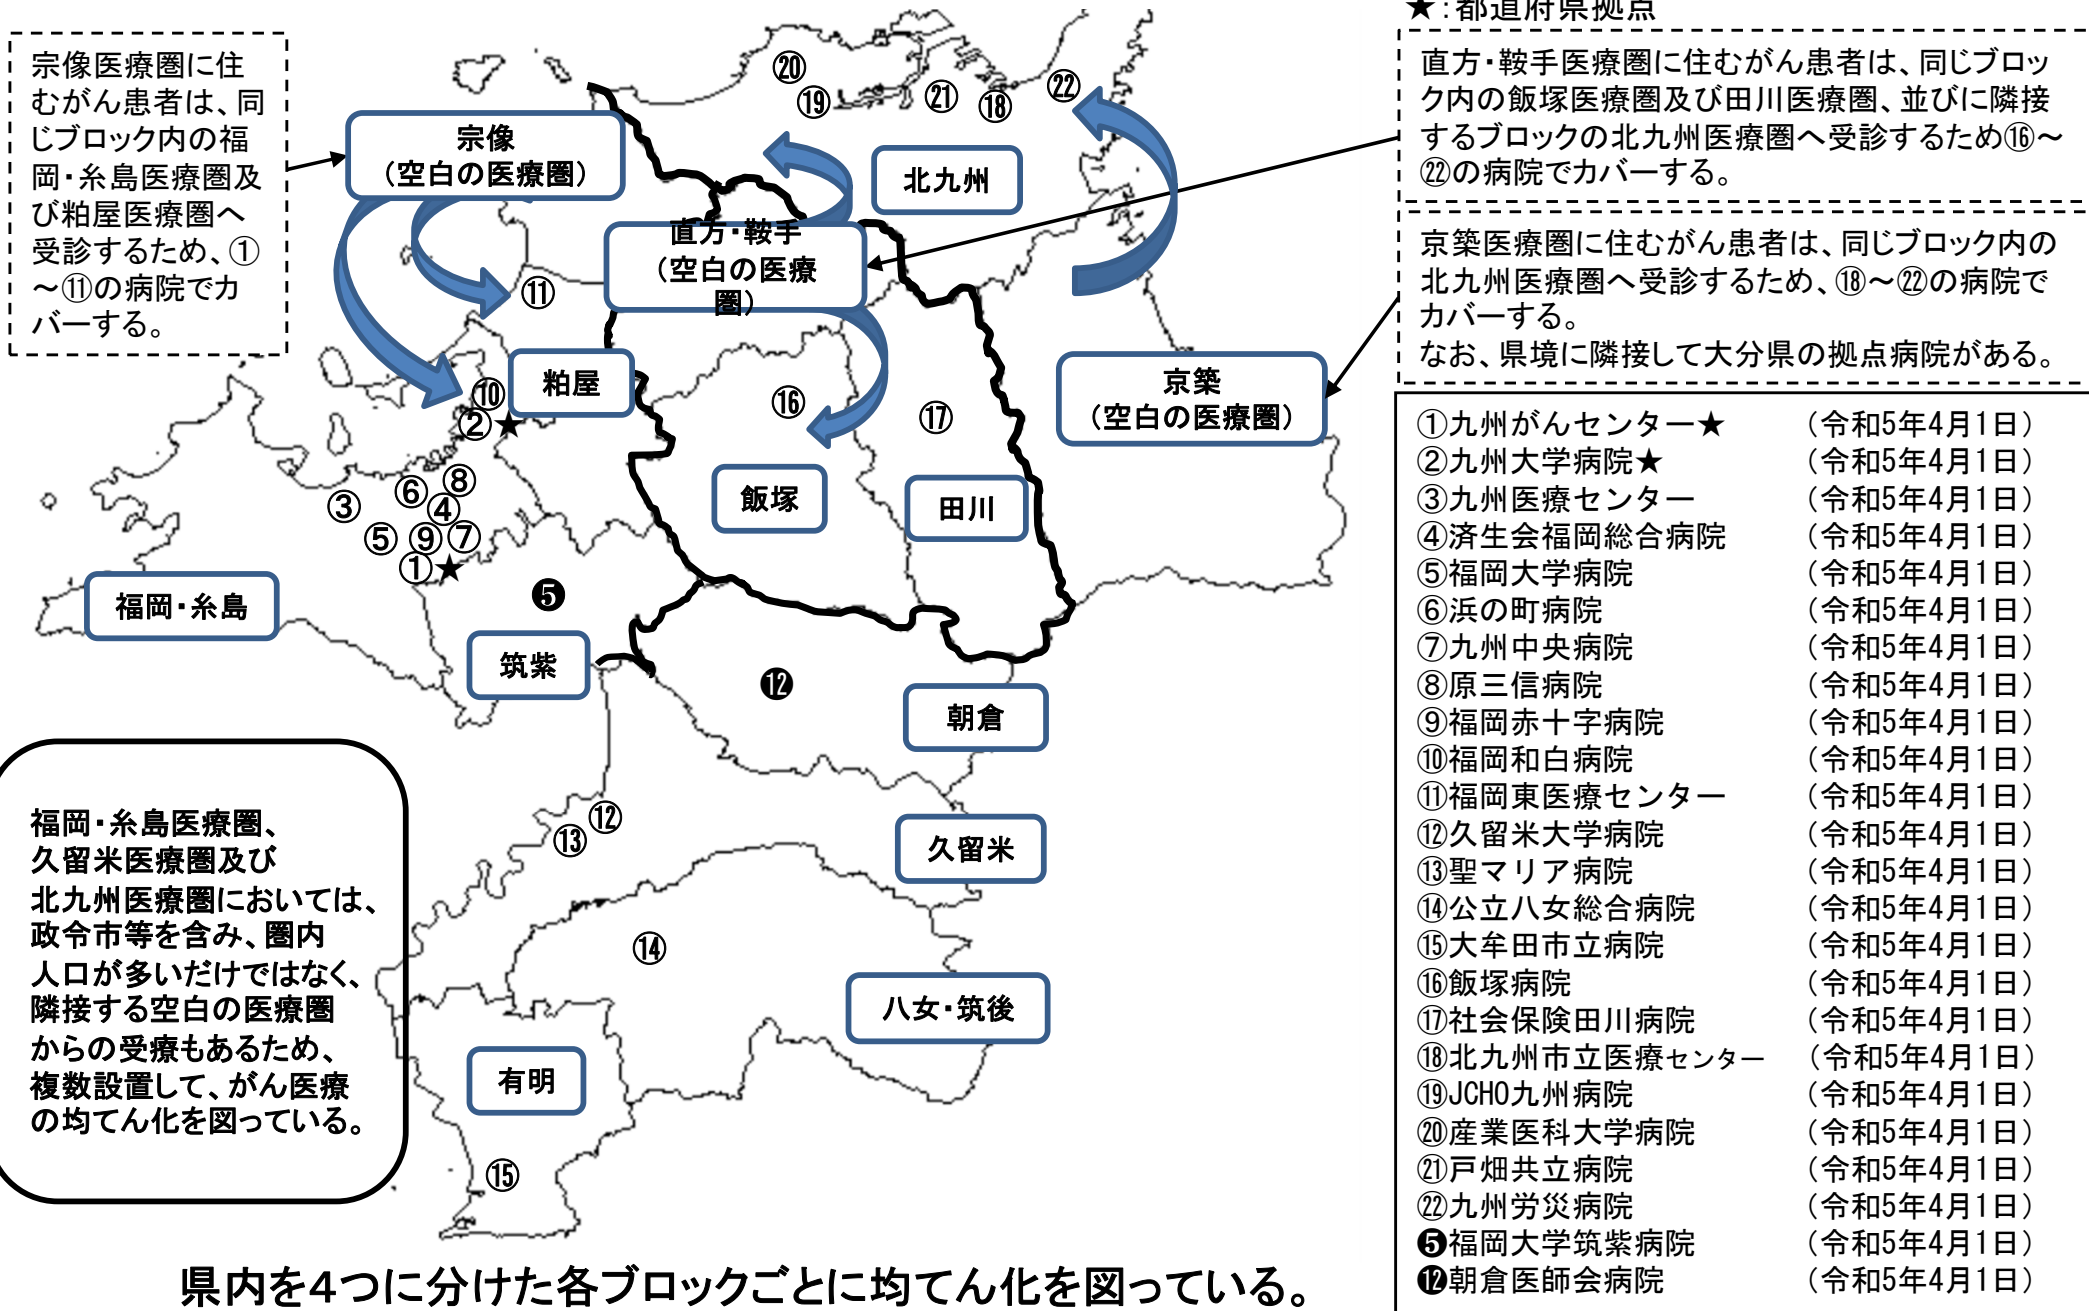 ★：都道府県拠点
宗像医療圏に住
むがん患者は、同
じブロック内の福
岡・糸島医療圏及
び粕屋医療圏へ
受診するため、①
～⑪の病院でカ
バーする。
直方・鞍手医療圏に住むがん患者は、同じブロッ
ク内の飯塚医療圏及び田川医療圏、並びに隣接
するブロックの北九州医療圏へ受診するため⑯～
㉒の病院でカバーする。
京築医療圏に住むがん患者は、同じブロック内の
北九州医療圏へ受診するため、⑱～㉒の病院で
カバーする。
なお、県境に隣接して大分県の拠点病院がある。
⑳
⑲
㉑
⑱
㉒
宗像
（空白の医療圏）
北九州
直方・鞍手
（空白の医療
圏）
⑪
粕屋
⑩
②★
⑯
⑰
京築
（空白の医療圏）
③
⑥
⑧
④
⑤
⑨
⑦
①★
飯塚
田川
福岡・糸島
❺
筑紫
⓬
朝倉
⑫
⑬
久留米
⑭
八女・筑後
有明
⑮
福岡・糸島医療圏、
久留米医療圏及び
北九州医療圏においては、
政令市等を含み、圏内
人口が多いだけではなく、
隣接する空白の医療圏
からの受療もあるため、
複数設置して、がん医療
の均てん化を図っている。
①九州がんセンター★ （令和5年4月1日）
②九州大学病院★ （令和5年4月1日）
③九州医療センター （令和5年4月1日）
④済生会福岡総合病院 （令和5年4月1日）
⑤福岡大学病院 （令和5年4月1日）
⑥浜の町病院 （令和5年4月1日）
⑦九州中央病院 （令和5年4月1日）
⑧原三信病院 （令和5年4月1日）
⑨福岡赤十字病院 （令和5年4月1日）
⑩福岡和白病院 （令和5年4月1日）
⑪福岡東医療センター （令和5年4月1日）
⑫久留米大学病院 （令和5年4月1日）
⑬聖マリア病院 （令和5年4月1日）
⑭公立八女総合病院 （令和5年4月1日）
⑮大牟田市立病院 （令和5年4月1日）
⑯飯塚病院 （令和5年4月1日）
⑰社会保険田川病院 （令和5年4月1日）
⑱北九州市立医療センター （令和5年4月1日）
⑲JCHO九州病院 （令和5年4月1日）
⑳産業医科大学病院 （令和5年4月1日）
㉑戸畑共立病院 （令和5年4月1日）
㉒九州労災病院 （令和5年4月1日）
❺福岡大学筑紫病院 （令和5年4月1日）
⓬朝倉医師会病院 （令和5年4月1日）
県内を４つに分けた各ブロックごとに均てん化を図っている。